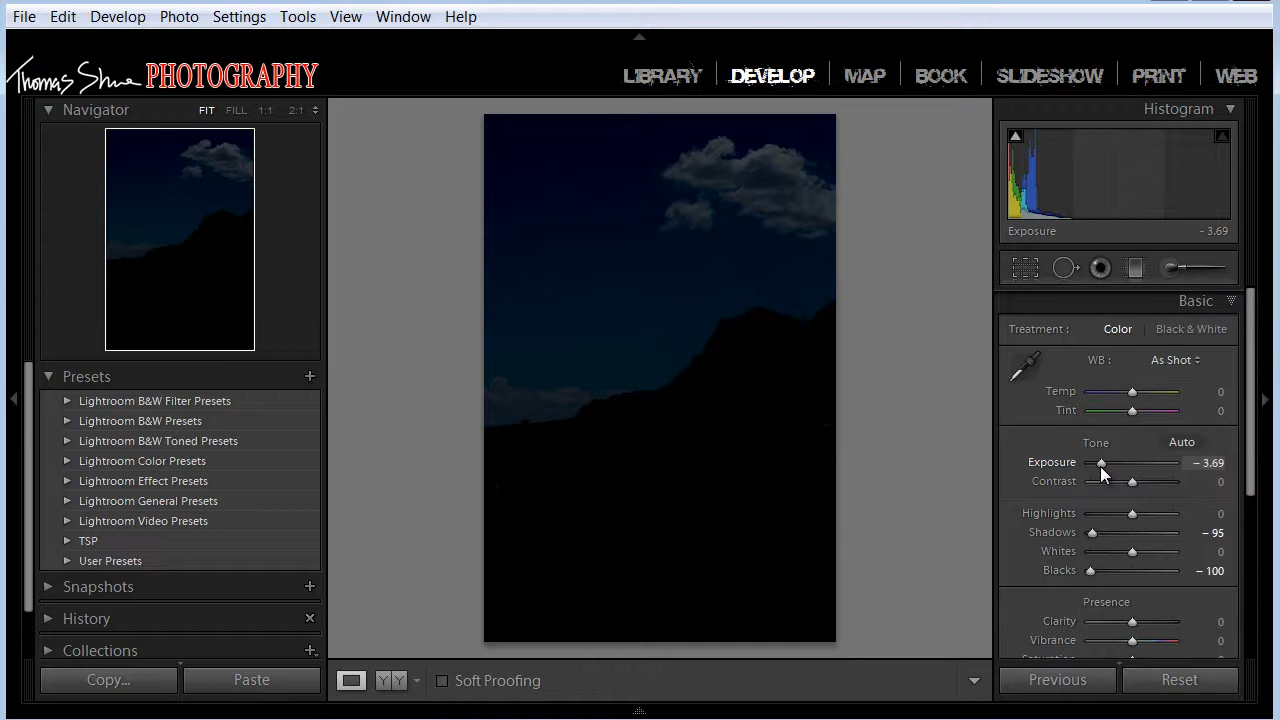 File Edit Develop Photo Settings Tools View Window Help
Thomas Shue PHOTOGRAPHY
LIBRARY DEVELOP MAP BOOK SLIDESHOW PRINT WEB
Navigator FIT FILL 1:1 2:1
Histogram
Exposure - 3.69
Basic
Treatment : Color Black & White
WB : As Shot
Temp 0
Tint 0
Tone Auto
Exposure - 3.69
Contrast 0
Highlights 0
Shadows - 95
Whites 0
Blacks - 100
Presence
Clarity 0
Vibrance 0
Saturation
Presets
Lightroom B&W Filter Presets
Lightroom B&W Presets
Lightroom B&W Toned Presets
Lightroom Color Presets
Lightroom Effect Presets
Lightroom General Presets
Lightroom Video Presets
TSP
User Presets
Snapshots
History
Collections
Copy... Paste
Y Y Soft Proofing
Previous Reset